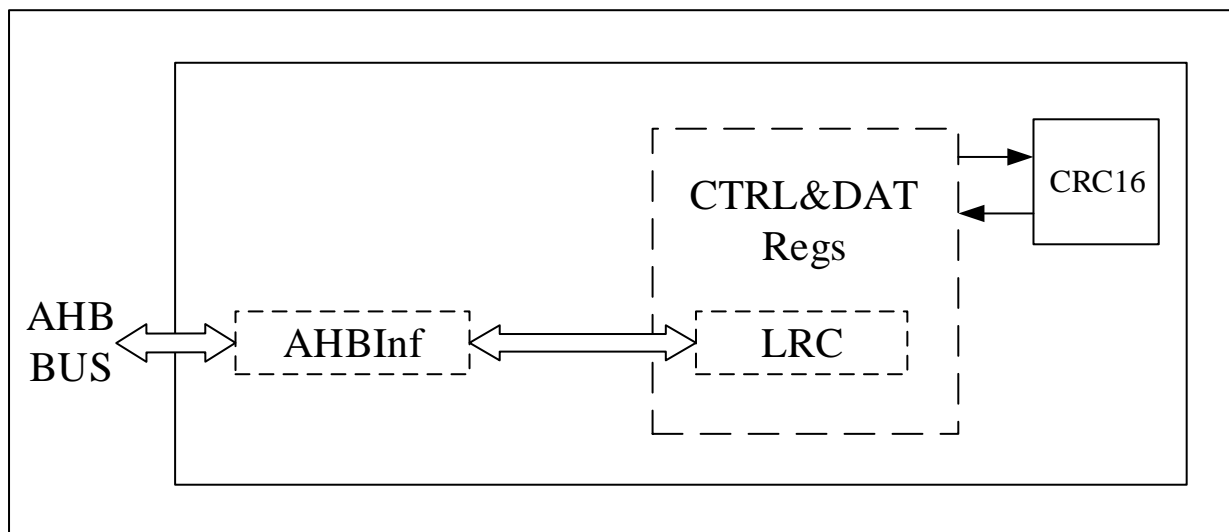 CTRL&DAT
Regs
CRC16
AHB
BUS
AHBInf
LRC